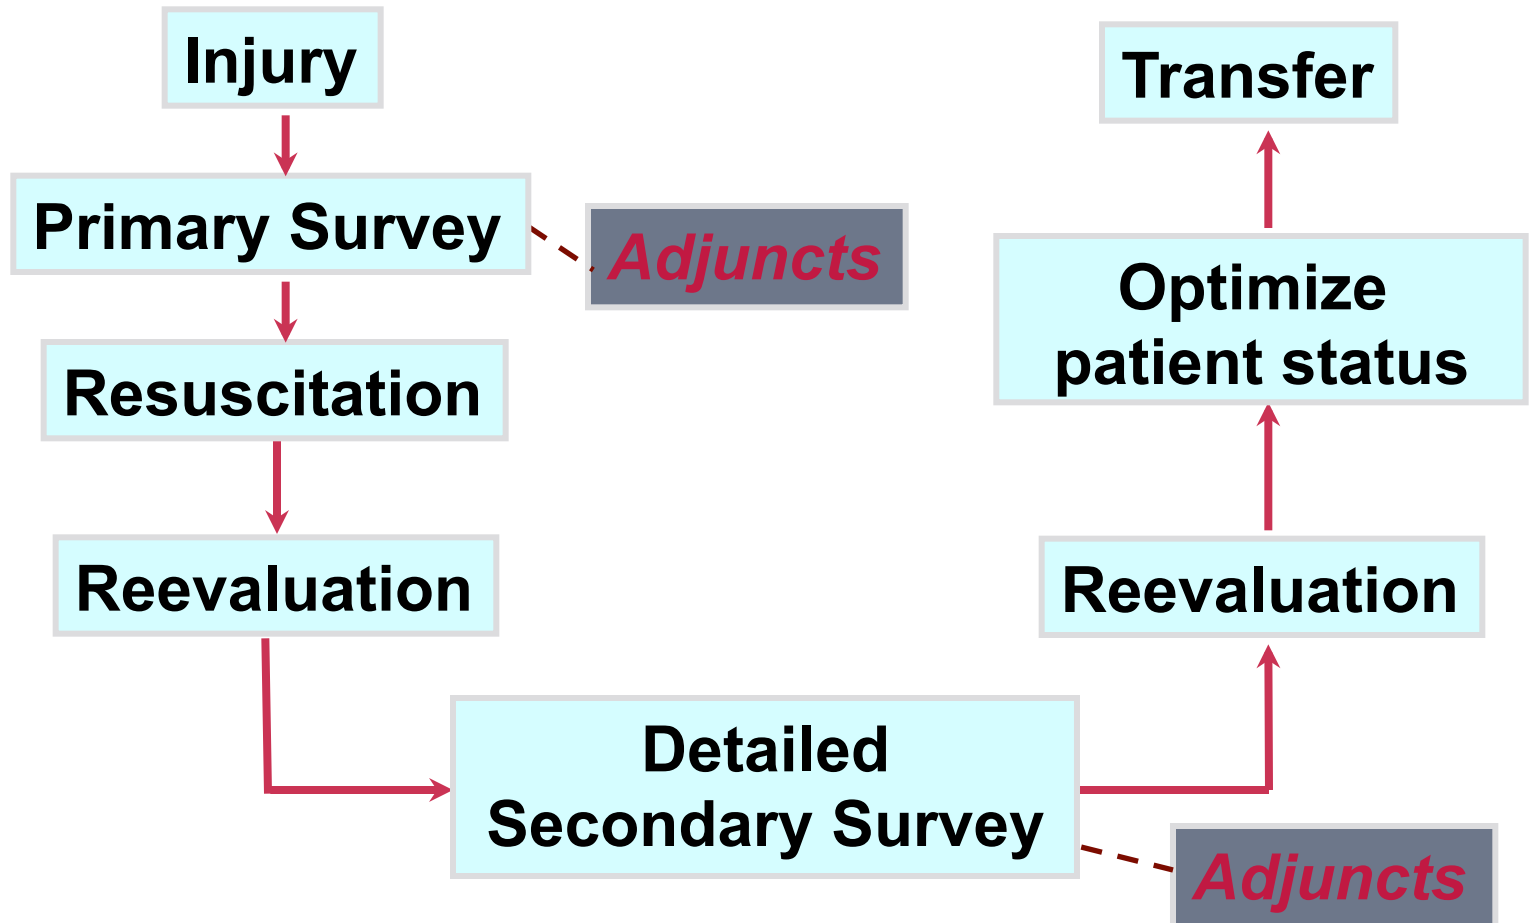 Injury
Primary Survey
Adjuncts
Resuscitation
Reevaluation
Detailed
Secondary Survey
Adjuncts
Reevaluation
Optimize
patient status
Transfer